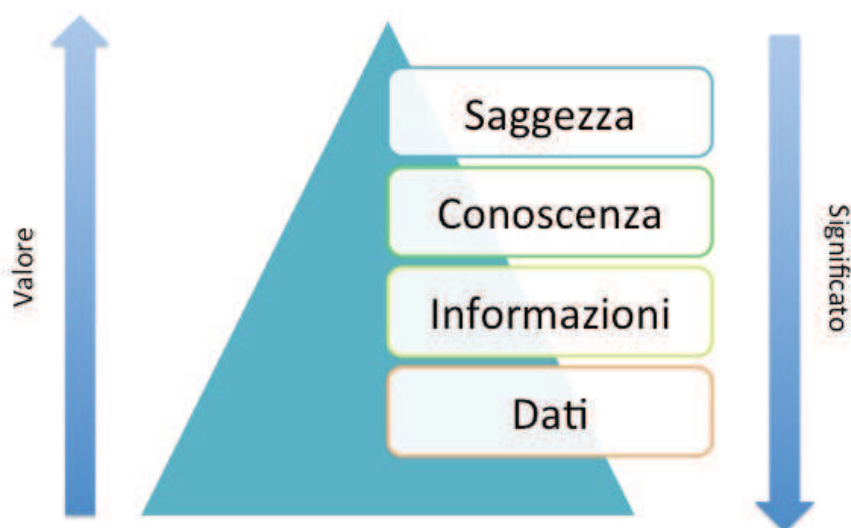 Saggezza
Conoscenza
Informazioni
Dati
Valore
Significato